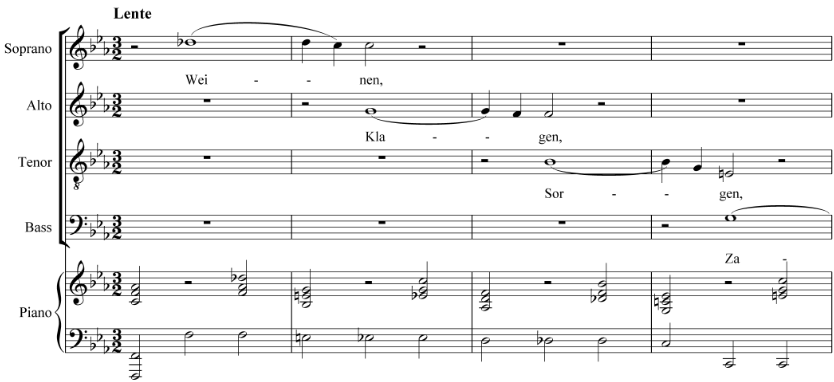 Lente
Soprano
Wei - - nen,
Alto
Kla - - gen,
Tenor
Sor - - gen,
Bass
Za -
Piano